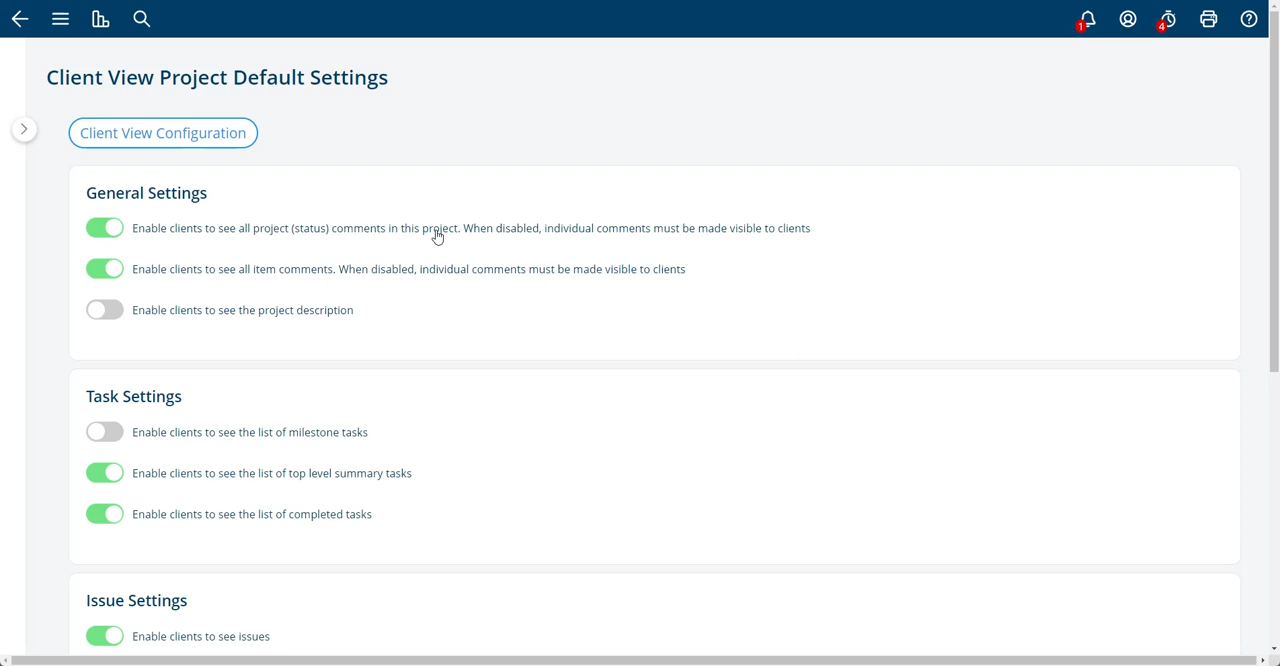 1
4
Client View Project Default Settings
Client View Configuration
General Settings
Enable clients to see all project (status) comments in this project. When disabled, individual comments must be made visible to clients
Enable clients to see all item comments. When disabled, individual comments must be made visible to clients
Enable clients to see the project description
Task Settings
Enable clients to see the list of milestone tasks
Enable clients to see the list of top level summary tasks
Enable clients to see the list of completed tasks
Issue Settings
Enable clients to see issues